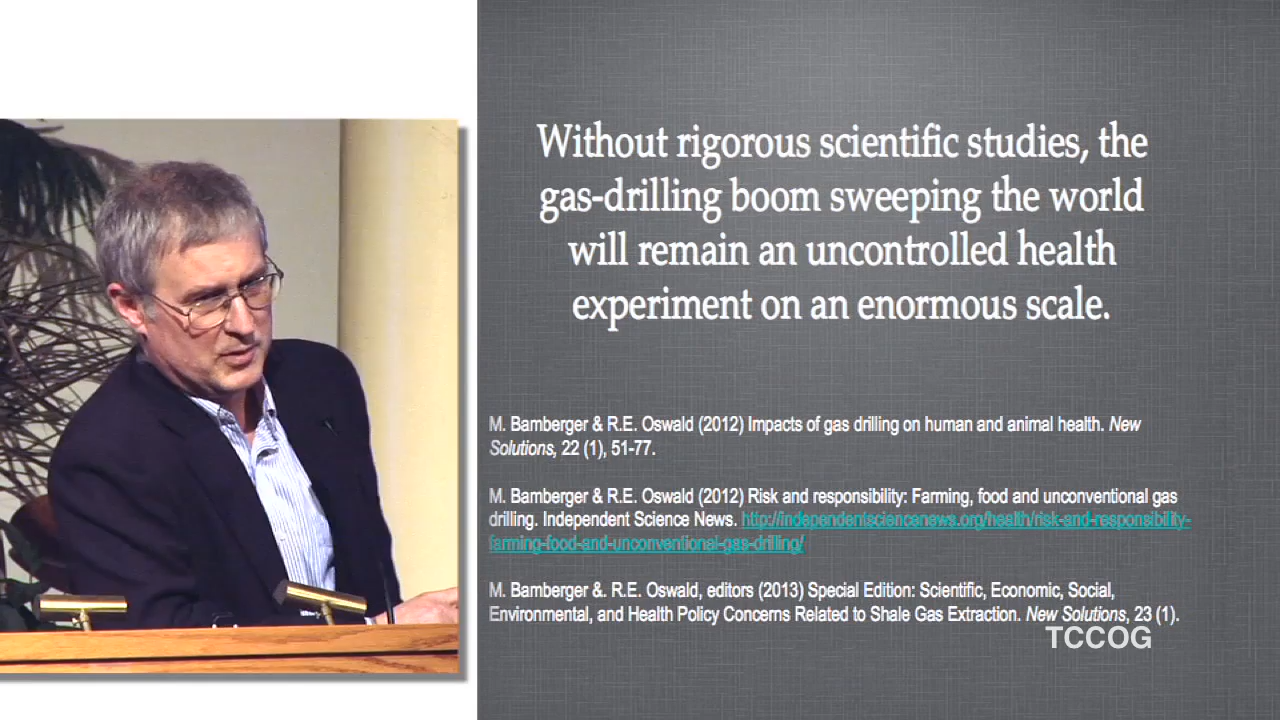 Without rigorous scientific studies, the
gas-drilling boom sweeping the world
will remain an uncontrolled health
experiment on an enormous scale.
M. Bamberger & R.E. Oswald (2012) Impacts of gas drilling on human and animal health. New
Solutions, 22 (1), 51-77.
M. Bamberger & R.E. Oswald (2012) Risk and responsibility: Farming, food and unconventional gas
drilling. Independent Science News. http://independentsciencenews.org/health/risk-and-responsibility-
farming-food-and-unconventional-gas-drilling/
M. Bamberger &. R.E. Oswald, editors (2013) Special Edition: Scientific, Economic, Social,
Environmental, and Health Policy Concerns Related to Shale Gas Extraction. New Solutions, 23 (1).
TCCOG